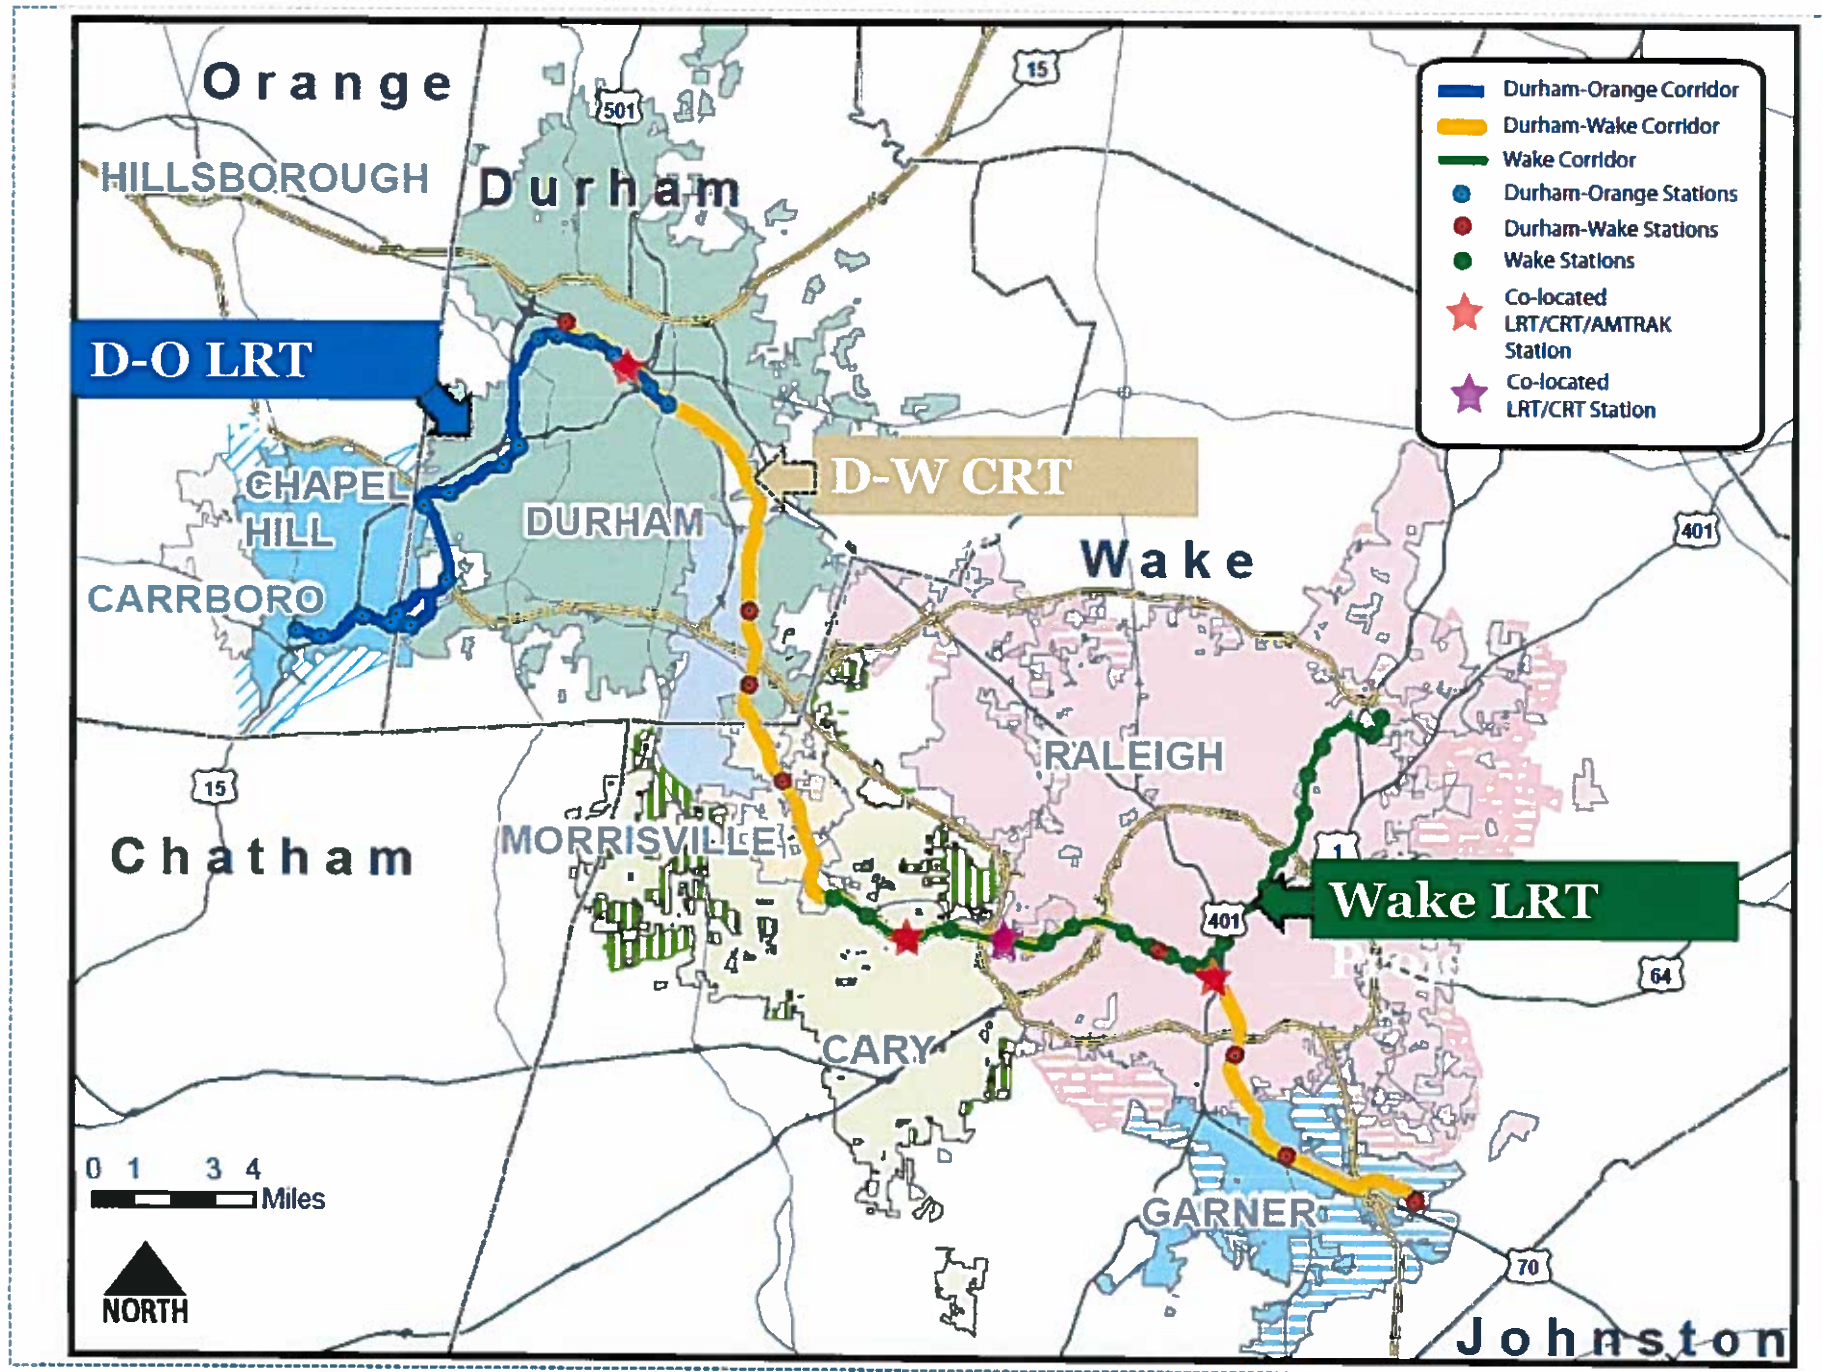 Orange
15
501
Durham-Orange Corridor
Durham-Wake Corridor
Wake Corridor
Durham-Orange Stations
Durham-Wake Stations
Wake Stations
Co-located
LRT/CRT/AMTRAK
Station
Co-located
LRT/CRT Station
HILLSBOROUGH
Durham
D-O LRT
D-W CRT
CHAPEL
HILL
DURHAM
Wake
401
CARRBORO
RALEIGH
15
Chatham
MORRISVILLE
1
Wake LRT
401
64
CARY
0 1 3 4
Miles
GARNER
70
NORTH
Johnston